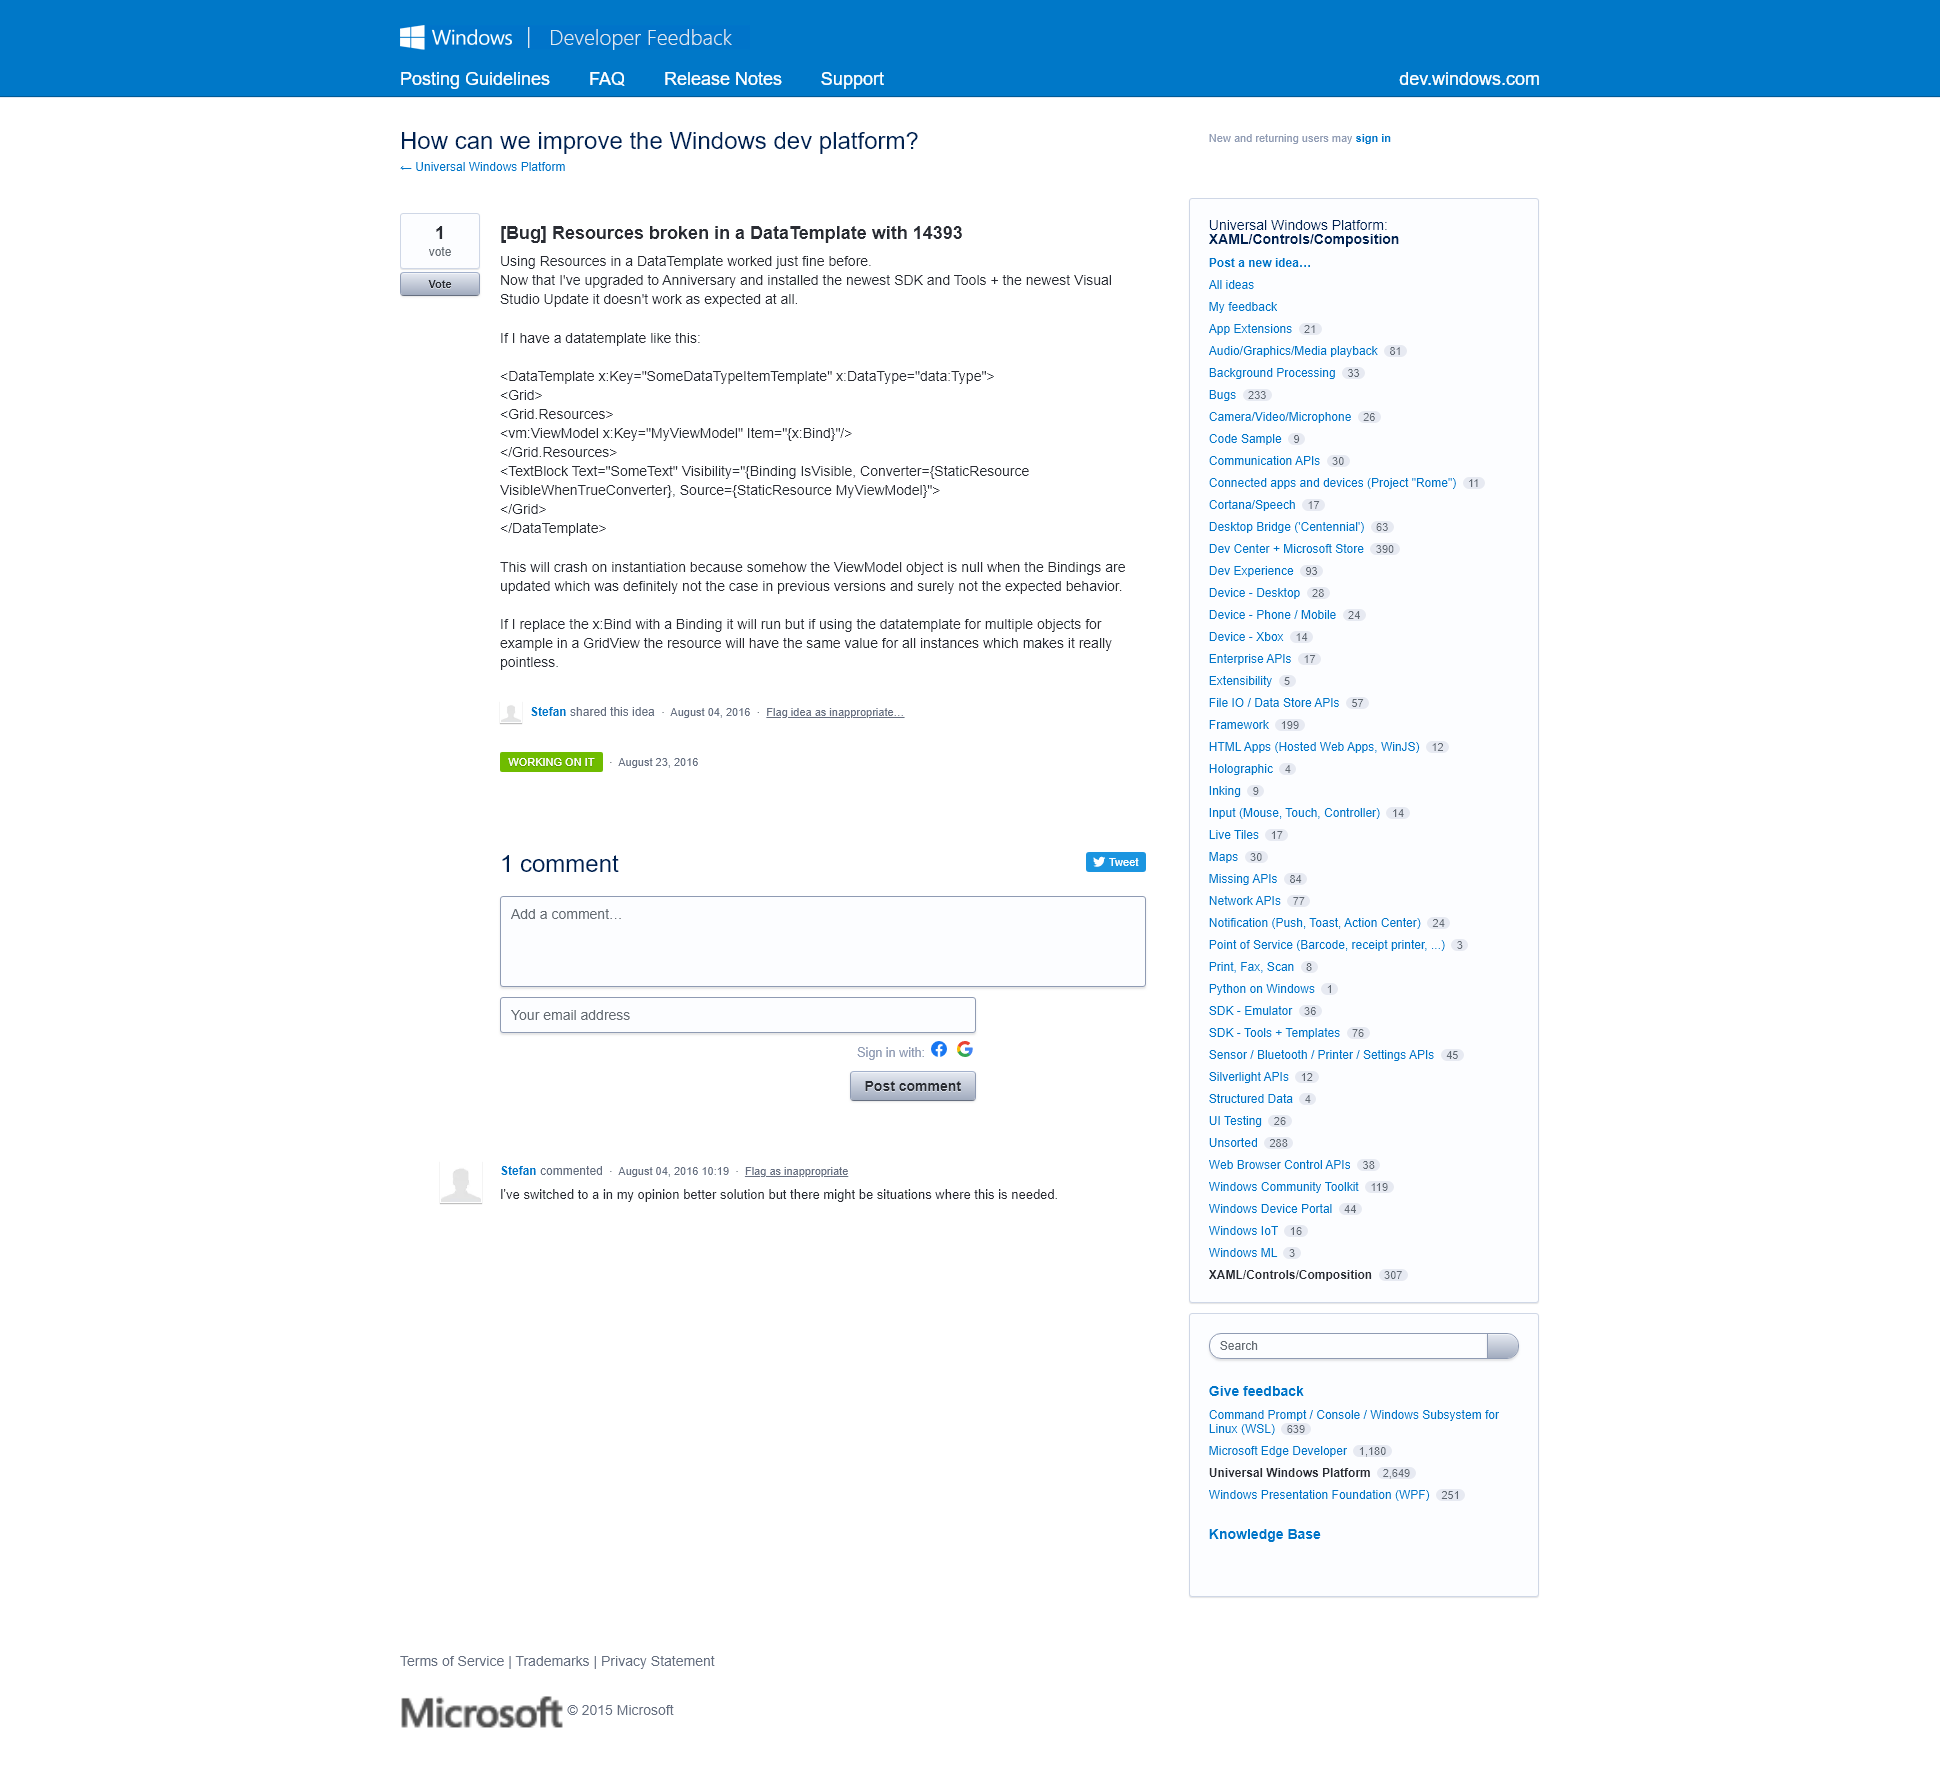 Windows | Developer Feedback
Posting Guidelines FAQ Release Notes Support dev.windows.com
How can we improve the Windows dev platform?
← Universal Windows Platform
New and returning users may sign in
1
vote
Vote
[Bug] Resources broken in a DataTemplate with 14393
Using Resources in a DataTemplate worked just fine before.
Now that I've upgraded to Anniversary and installed the newest SDK and Tools + the newest Visual
Studio Update it doesn't work as expected at all.
If I have a datatemplate like this:
<DataTemplate x:Key="SomeDataTypeItemTemplate" x:DataType="data:Type">
<Grid>
<Grid.Resources>
<vm:ViewModel x:Key="MyViewModel" Item="{x:Bind}"/>
</Grid.Resources>
<TextBlock Text="SomeText" Visibility="{Binding IsVisible, Converter={StaticResource
VisibleWhenTrueConverter}, Source={StaticResource MyViewModel}">
</Grid>
</DataTemplate>
This will crash on instantiation because somehow the ViewModel object is null when the Bindings are
updated which was definitely not the case in previous versions and surely not the expected behavior.
If I replace the x:Bind with a Binding it will run but if using the datatemplate for multiple objects for
example in a GridView the resource will have the same value for all instances which makes it really
pointless.
Stefan shared this idea · August 04, 2016 · Flag idea as inappropriate…
WORKING ON IT · August 23, 2016
1 comment
Tweet
Add a comment…
Your email address
Sign in with:
Post comment
Stefan commented · August 04, 2016 10:19 · Flag as inappropriate
I've switched to a in my opinion better solution but there might be situations where this is needed.
Universal Windows Platform:
XAML/Controls/Composition
Post a new idea…
All ideas
My feedback
App Extensions 21
Audio/Graphics/Media playback 81
Background Processing 33
Bugs 233
Camera/Video/Microphone 26
Code Sample 9
Communication APIs 30
Connected apps and devices (Project "Rome") 11
Cortana/Speech 17
Desktop Bridge ('Centennial') 63
Dev Center + Microsoft Store 390
Dev Experience 93
Device - Desktop 28
Device - Phone / Mobile 24
Device - Xbox 14
Enterprise APIs 17
Extensibility 5
File IO / Data Store APIs 57
Framework 199
HTML Apps (Hosted Web Apps, WinJS) 12
Holographic 4
Inking 9
Input (Mouse, Touch, Controller) 14
Live Tiles 17
Maps 30
Missing APIs 84
Network APIs 77
Notification (Push, Toast, Action Center) 24
Point of Service (Barcode, receipt printer, ...) 3
Print, Fax, Scan 8
Python on Windows 1
SDK - Emulator 36
SDK - Tools + Templates 76
Sensor / Bluetooth / Printer / Settings APIs 45
Silverlight APIs 12
Structured Data 4
UI Testing 26
Unsorted 288
Web Browser Control APIs 38
Windows Community Toolkit 119
Windows Device Portal 44
Windows IoT 16
Windows ML 3
XAML/Controls/Composition 307
Search
Give feedback
Command Prompt / Console / Windows Subsystem for
Linux (WSL) 639
Microsoft Edge Developer 1,180
Universal Windows Platform 2,649
Windows Presentation Foundation (WPF) 251
Knowledge Base
Terms of Service | Trademarks | Privacy Statement
Microsoft © 2015 Microsoft